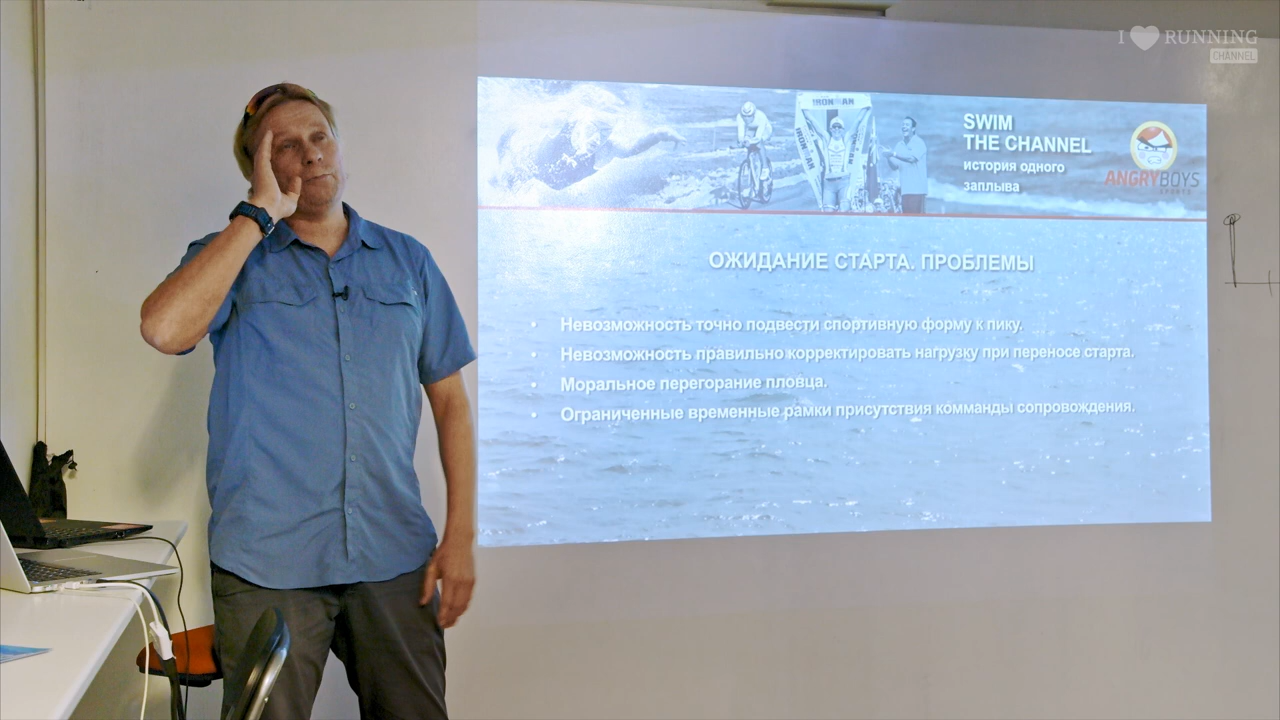 I RUNNING
CHANNEL
IRONMAN
SWIM
THE CHANNEL
история одного
заплыва
ANGRYBOYS
SPORTS
ОЖИДАНИЕ СТАРТА. ПРОБЛЕМЫ
• Невозможность точно подвести спортивную форму к пику.
• Невозможность правильно корректировать нагрузку при переносе старта.
• Моральное перегорание пловца.
• Ограниченные временные рамки присутствия комманды сопровождения.